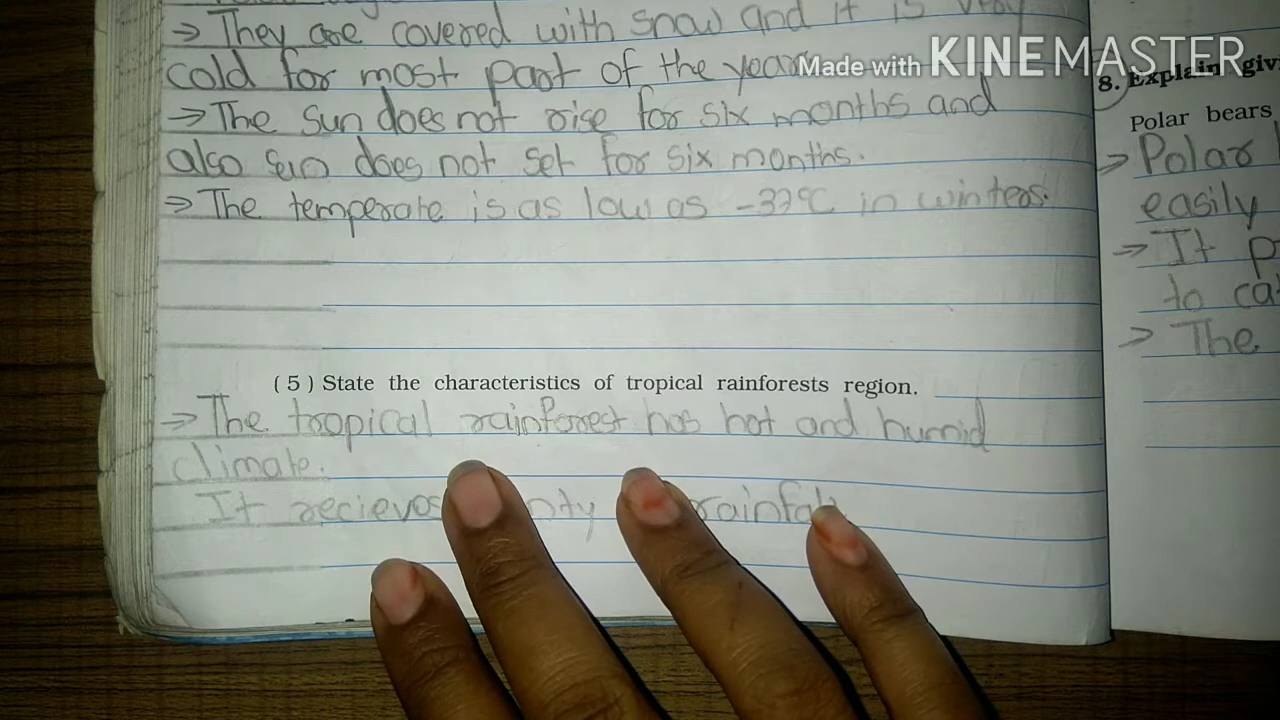 → They are covered with snow and it is very
cold for most part of the year
→ The sun does not rise for six months and
also sun does not set for six months.
→ The temperate is as low as -37°C in winters.
(5) State the characteristics of tropical rainforests region.
→ The tropical rainforest has hot and humid
climate.
It recieves rainfall
Made with KINEMASTER
8. Explain giv
Polar bears
→ Polar
easily
→ It
to
→ The